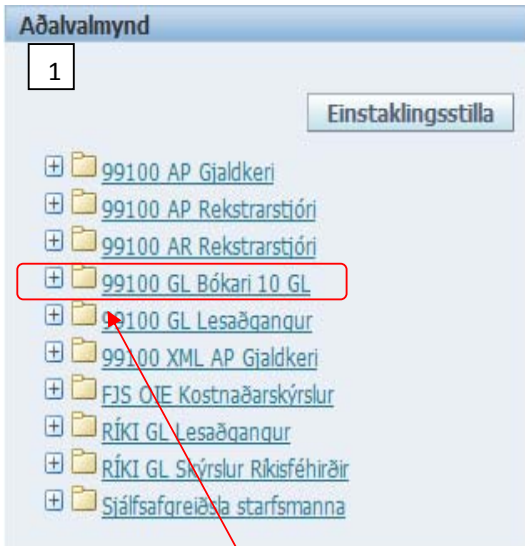 Aðalvalmynd
1
Einstaklingsstilla
99100 AP Gjaldkeri
99100 AP Rekstrarstjóri
99100 AR Rekstrarstjóri
99100 GL Bókari 10 GL
99100 GL Lesaðgangur
99100 XML AP Gjaldkeri
FJS OIE Kostnaðarskýrslur
RÍKI GL Lesaðgangur
RÍKI GL Skýrslur Ríkisféhirðir
Sjálfsafgreiðsla starfsmanna